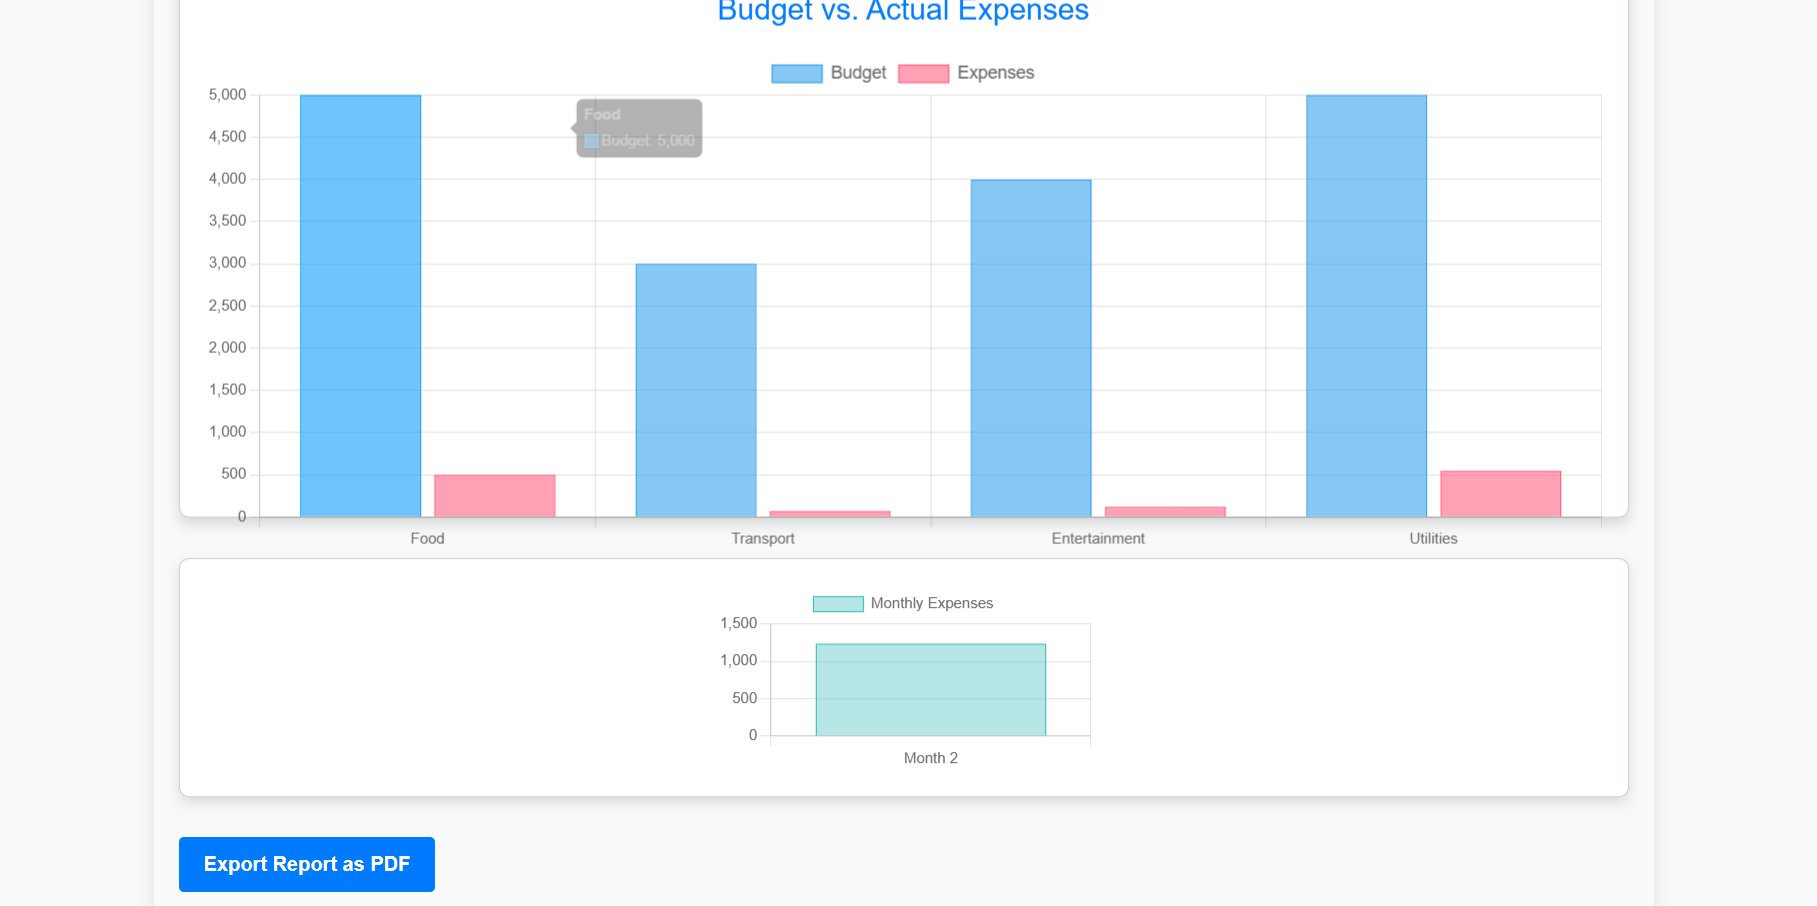 Budget vs. Actual Expenses
Budget Expenses
5,000
4,500
4,000
3,500
3,000
2,500
2,000
1,500
1,000
500
0
Food
Budget: 5,000
Food Transport Entertainment Utilities
Monthly Expenses
1,500
1,000
500
0
Month 2
Export Report as PDF